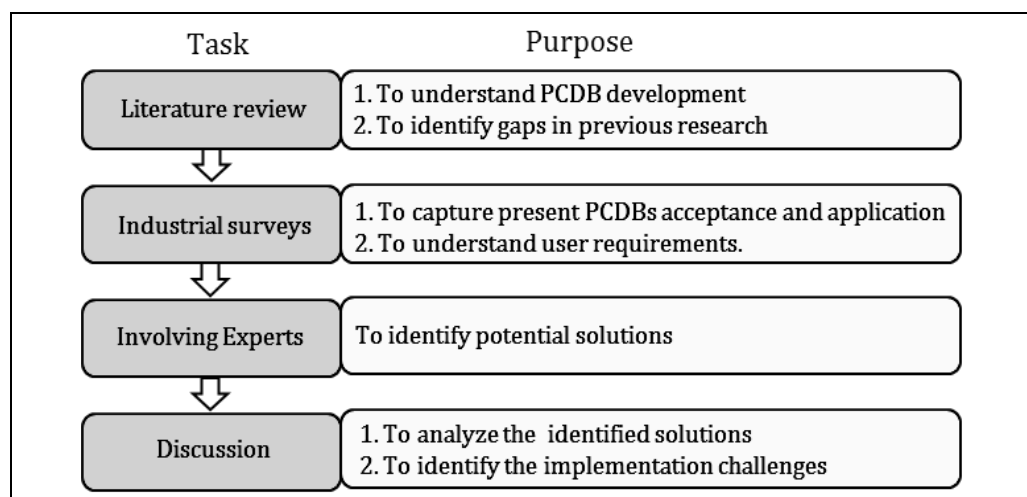 Task
Purpose
Literature review
1. To understand PCDB development
2. To identify gaps in previous research
Industrial surveys
1. To capture present PCDBs acceptance and application
2. To understand user requirements.
Involving Experts
To identify potential solutions
Discussion
1. To analyze the identified solutions
2. To identify the implementation challenges